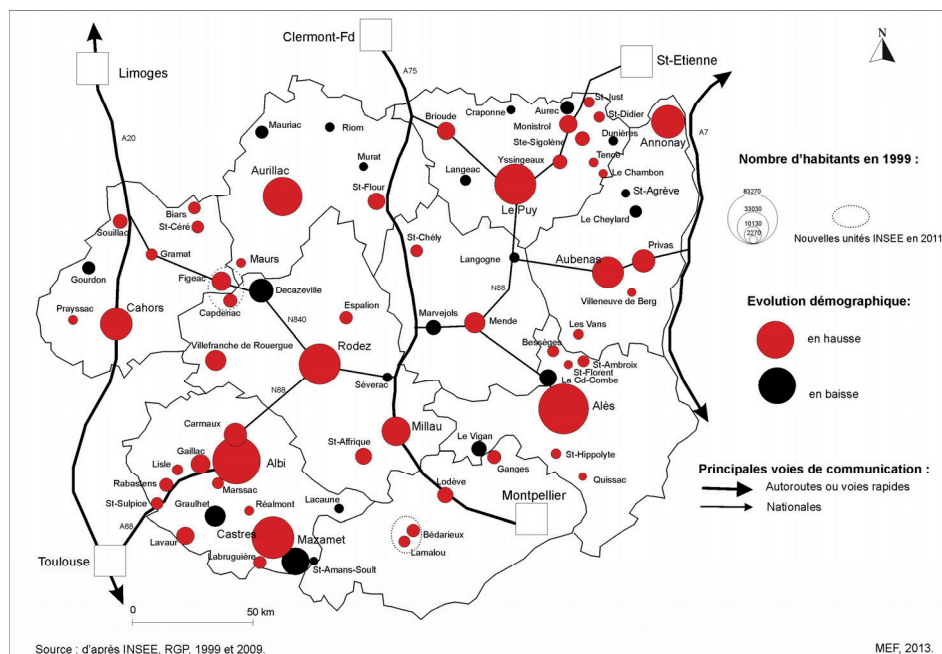 Clermont-Fd
N
Limoges
St-Etienne
A75
A20
A7
Mauriac
Riom
Craponne
Aurec
St-Just
Brioude
Monistrol
St-Didier
Ste-Sigolène
Dunières
Annonay
Murat
Langeac
Yssingeaux
Tence
Le Chambon
Aurillac
St-Flour
Le Puy
St-Agrève
Le Cheylard
Biars
St-Céré
Souillac
St-Chély
Gramat
Maurs
Langogne
Aubenas
Privas
Gourdon
Figeac
Decazeville
Villeneuve de Berg
Capdenac
Espalion
N88
Prayssac
Cahors
N840
Marvejols
Mende
Les Vans
Villefranche de Rouergue
Rodez
Bessèges
St-Ambroix
St-Florent
La Gd-Combe
Séverac
N88
Alès
Carmaux
Millau
Gaillac
St-Affrique
Le Vigan
Lisle
Albi
St-Hippolyte
Rabastens
Marssac
Ganges
Quissac
St-Sulpice
Graulhet
Réalmont
Lacaune
Lodève
Montpellier
A68
Castres
Mazamet
Bédarieux
Lavaur
Lamalou
Toulouse
Labruguière
St-Amans-Soult
Nombre d'habitants en 1999 :
83270
33030
10130
2270
Nouvelles unités INSEE en 2011
Evolution démographique:
en hausse
en baisse
Principales voies de communication :
Autoroutes ou voies rapides
Nationales
0
50 km
Source : d'après INSEE, RGP, 1999 et 2009.
MEF, 2013.